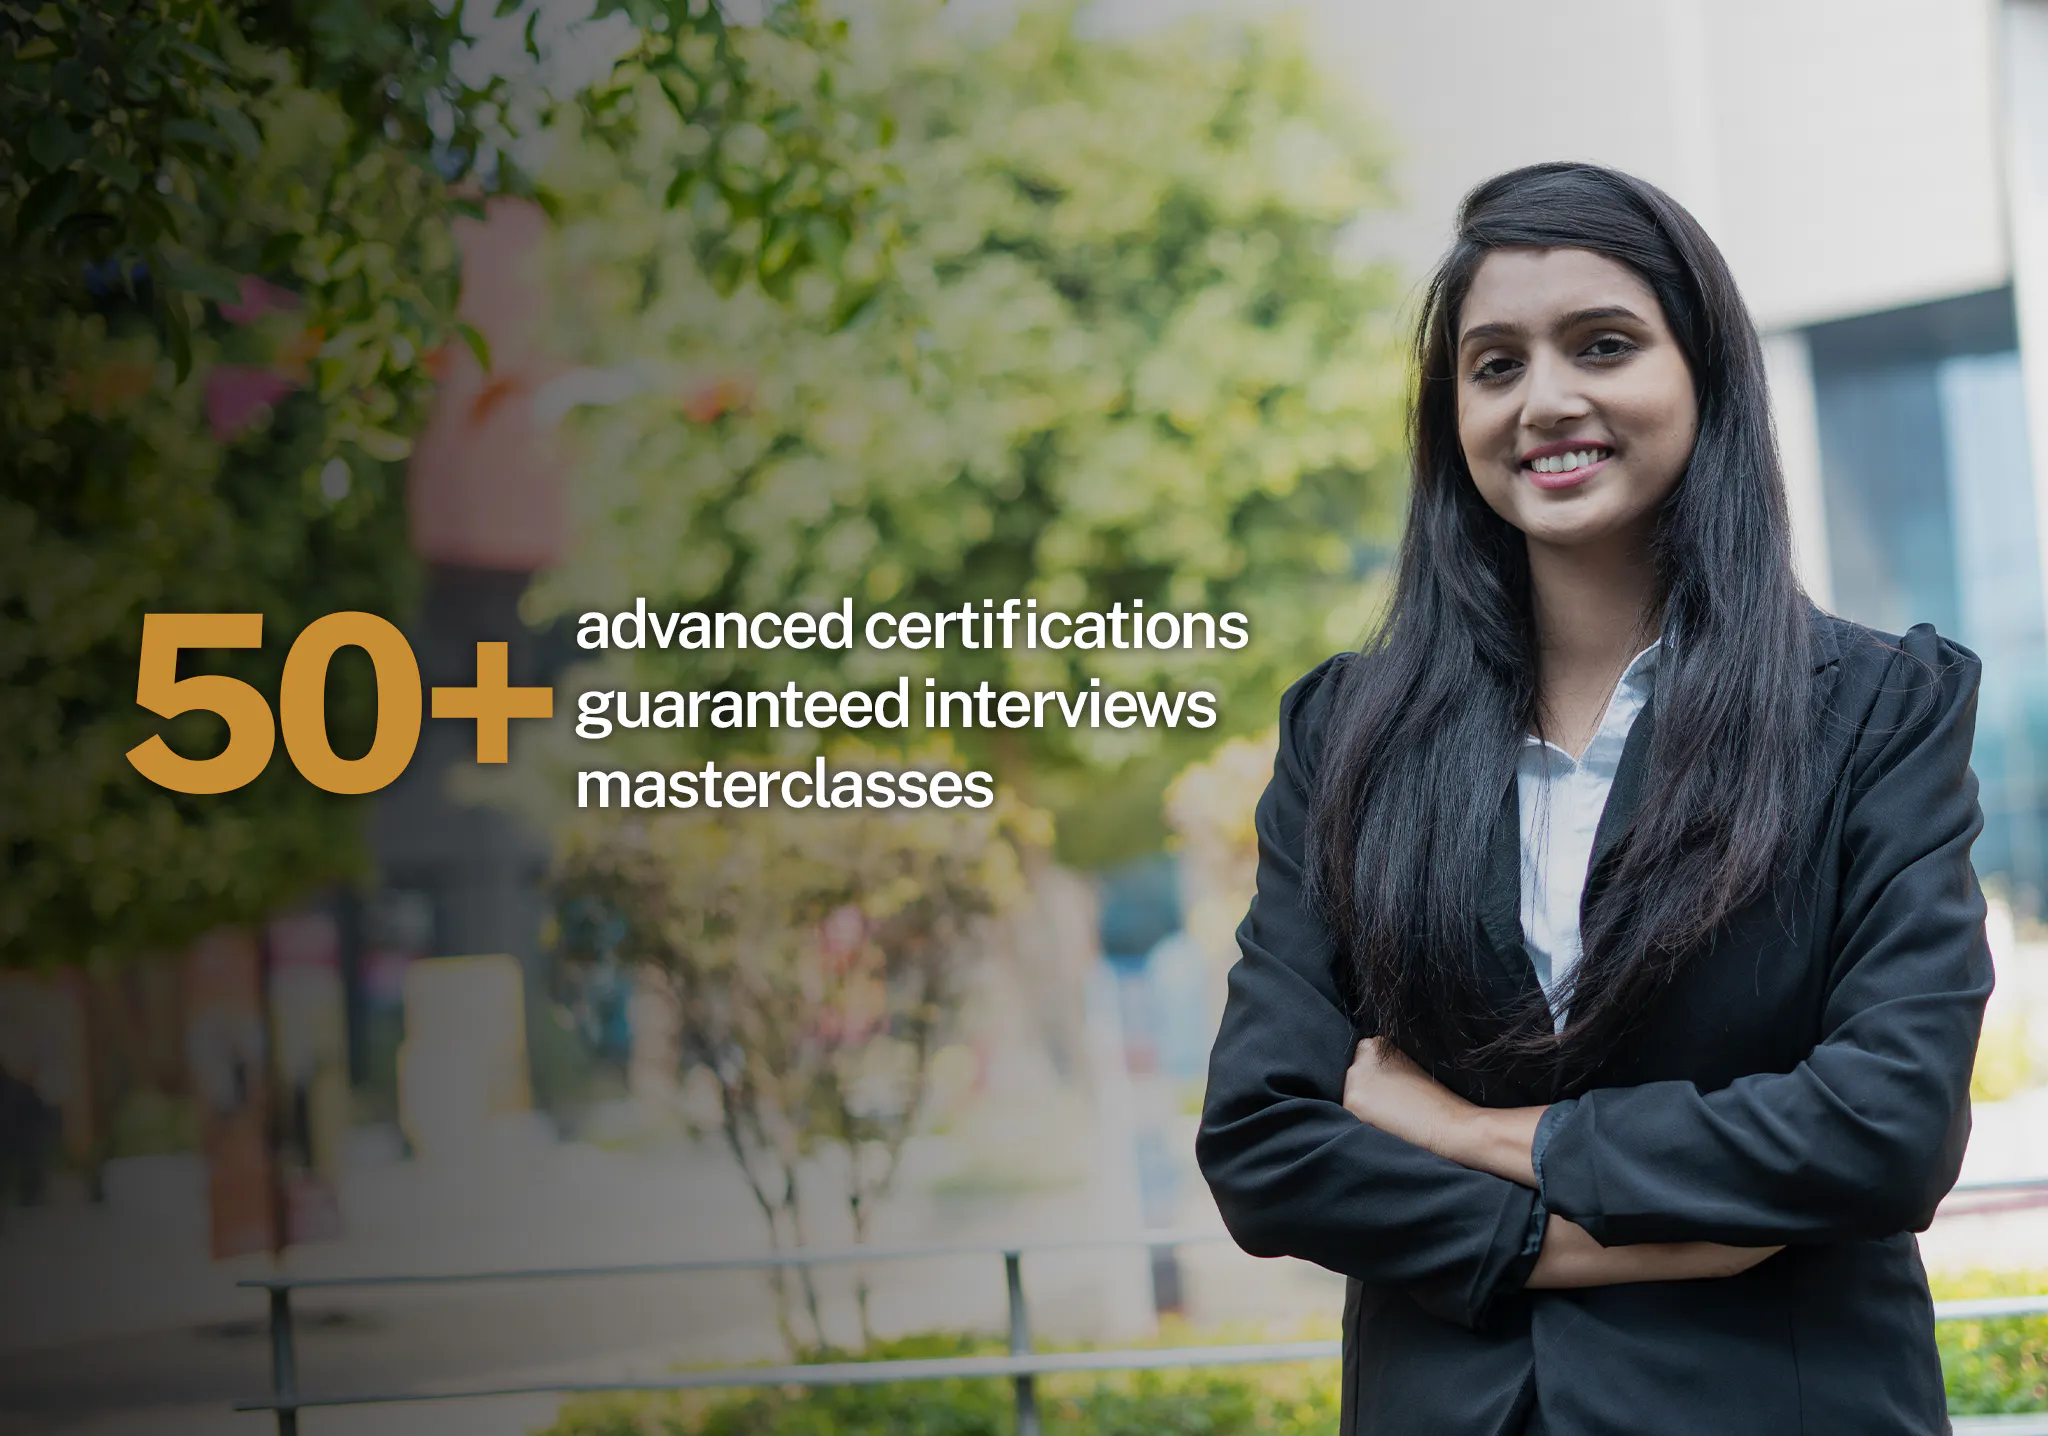 50+
advanced certifications
guaranteed interviews
masterclasses